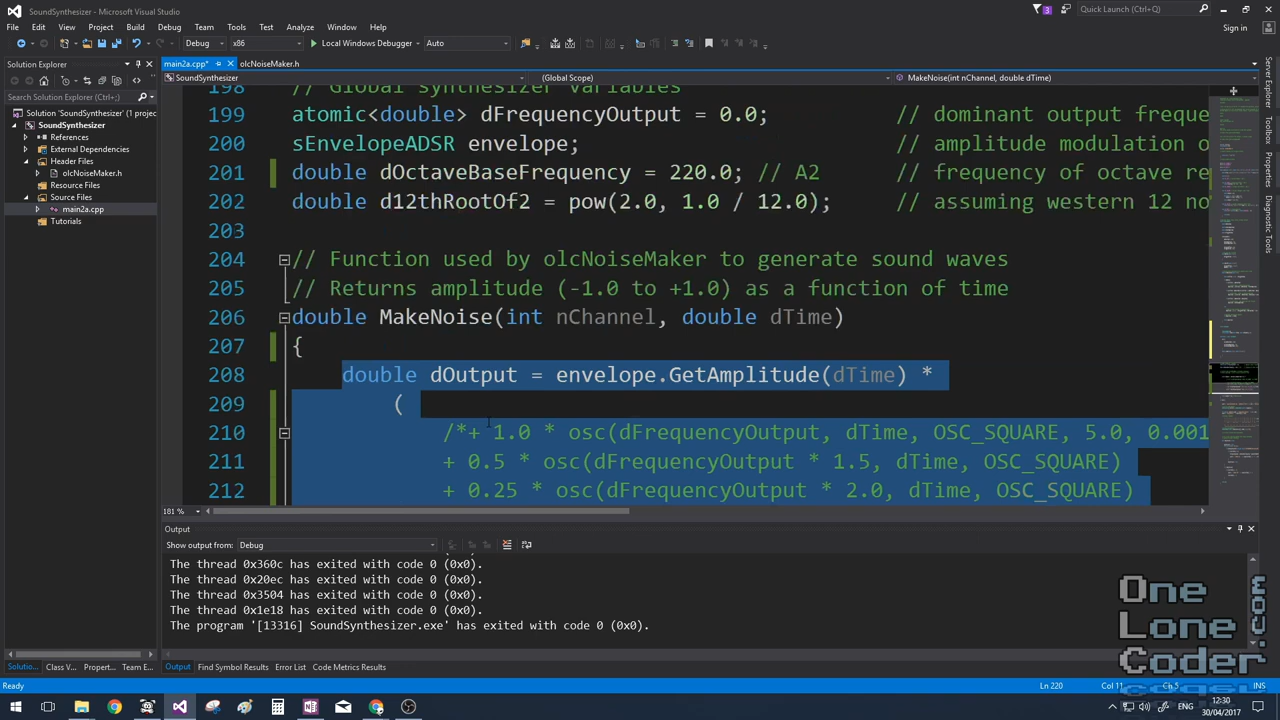 SoundSynthesizer - Microsoft Visual Studio
3
Quick Launch (Ctrl+Q)
File Edit View Project Build Debug Team Tools Test Analyze Window Help
Sign in
Debug x86 Local Windows Debugger Auto
Solution Explorer
main2a.cpp* olcNoiseMaker.h
SoundSynthesizer (Global Scope) MakeNoise(int nChannel, double dTime)
Search Solution Explorer (Ctrl+;)
Solution 'SoundSynthesizer' (1 projec
SoundSynthesizer
References
External Dependencies
Header Files
olcNoiseMaker.h
Resource Files
Source Files
main2a.cpp
Tutorials
Server Explorer
Properties
Diagnostic Tools
198 // Global synthesizer variables
199 atomic<double> dFrequencyOutput = 0.0; // dominant output freque
200 sEnvelopeADSR envelope; // amplitude modulation o
201 double dOctaveBaseFrequency = 220.0; // A2 // frequency of octave re
202 double d12thRootOf2 = pow(2.0, 1.0 / 12.0); // assuming western 12 no
203
204 // Function used by olcNoiseMaker to generate sound waves
205 // Returns amplitude (-1.0 to +1.0) as a function of time
206 double MakeNoise(int nChannel, double dTime)
207 {
208 double dOutput = envelope.GetAmplitude(dTime) *
209 (
210 /*+ 1.0 * osc(dFrequencyOutput, dTime, OSC_SQUARE, 5.0, 0.001
211 + 0.5 * osc(dFrequencyOutput * 1.5, dTime, OSC_SQUARE)
212 + 0.25 * osc(dFrequencyOutput * 2.0, dTime, OSC_SQUARE)
181 %
Output
Show output from: Debug
The thread 0x360c has exited with code 0 (0x0).
The thread 0x20ec has exited with code 0 (0x0).
The thread 0x3504 has exited with code 0 (0x0).
The thread 0x1e18 has exited with code 0 (0x0).
The program '[13316] SoundSynthesizer.exe' has exited with code 0 (0x0).
One
Lone
Coder
.com
Solutio... Class V... Propert... Team E... Output Find Symbol Results Error List Code Metrics Results
Ready Ln 220 Col 11 Ch 5 INS
ENG
12:30
30/04/2017